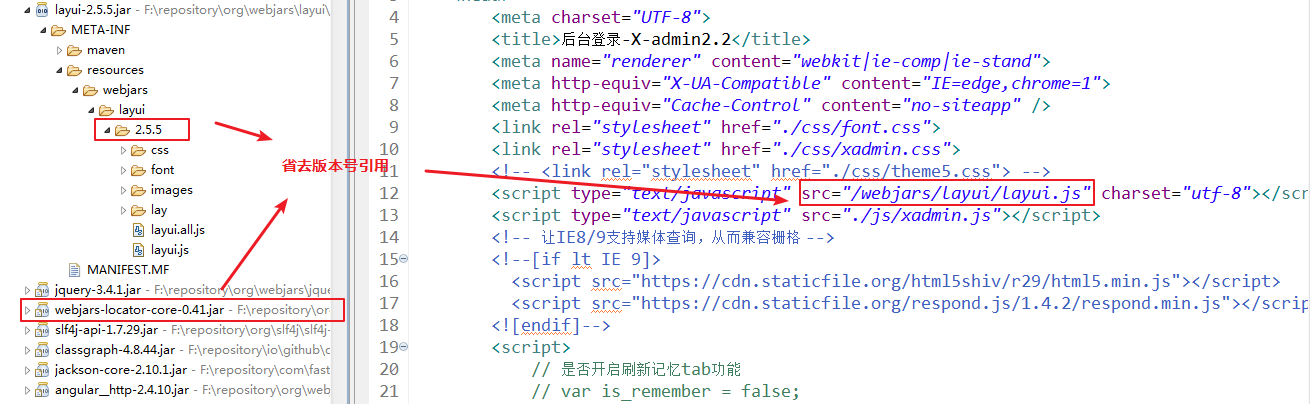 layui-2.5.5.jar - F:\repository\org\webjars\layui\
META-INF
maven
resources
webjars
layui
2.5.5
css
font
images
lay
layui.all.js
layui.js
MANIFEST.MF
jquery-3.4.1.jar - F:\repository\org\webjars\jque
webjars-locator-core-0.41.jar - F:\repository\or
slf4j-api-1.7.29.jar - F:\repository\org\slf4j\slf4j-
classgraph-4.8.44.jar - F:\repository\io\github\c
jackson-core-2.10.1.jar - F:\repository\com\fast
angular__http-2.4.10.jar - F:\repository\org\web
省去版本号引用
4 <meta charset="UTF-8">
5 <title>后台登录-X-admin2.2</title>
6 <meta name="renderer" content="webkit|ie-comp|ie-stand">
7 <meta http-equiv="X-UA-Compatible" content="IE=edge,chrome=1">
8 <meta http-equiv="Cache-Control" content="no-siteapp" />
9 <link rel="stylesheet" href="./css/font.css">
10 <link rel="stylesheet" href="./css/xadmin.css">
11 <!-- <link rel="stylesheet" href="./css/theme5.css"> -->
12 <script type="text/javascript" src="/webjars/layui/layui.js" charset="utf-8"></scr
13 <script type="text/javascript" src="./js/xadmin.js"></script>
14 <!-- 让IE8/9支持媒体查询，从而兼容栅格 -->
15 <!--[if lt IE 9]>
16 <script src="https://cdn.staticfile.org/html5shiv/r29/html5.min.js"></script>
17 <script src="https://cdn.staticfile.org/respond.js/1.4.2/respond.min.js"></script
18 <![endif]-->
19 <script>
20 // 是否开启刷新记忆tab功能
21 // var is_remember = false;